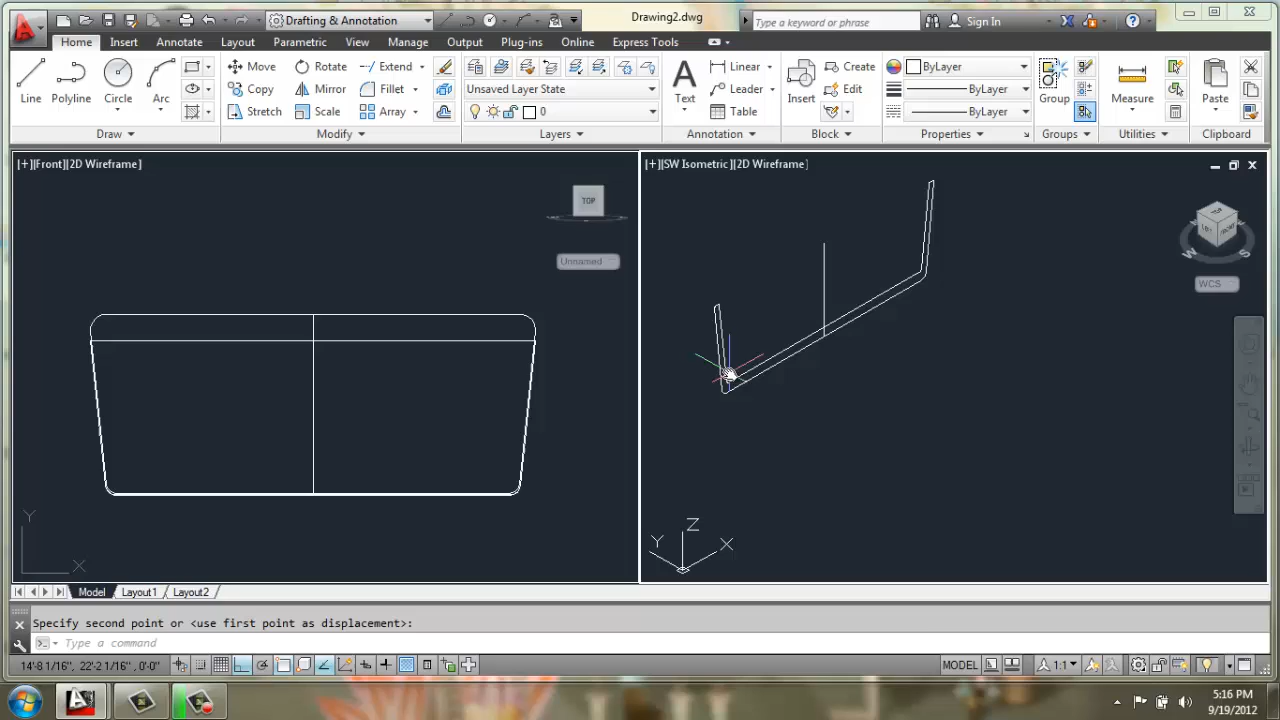 Drafting & Annotation
Drawing2.dwg
Type a keyword or phrase
Sign In
Home Insert Annotate Layout Parametric View Manage Output Plug-ins Online Express Tools
Line Polyline Circle Arc
Move Rotate Extend
Copy Mirror Fillet
Stretch Scale Array
Unsaved Layer State
0
Text Linear Leader Table
Insert Create Edit
ByLayer
ByLayer
ByLayer
Group
Measure
Paste
Draw Modify Layers Annotation Block Properties Groups Utilities Clipboard
[+][Front][2D Wireframe]
TOP
Unnamed
Y
X
[+][SW Isometric][2D Wireframe]
TOP
LEFT FRONT
W S
WCS
Z
Y
X
Model Layout1 Layout2
Specify second point or <use first point as displacement>:
Type a command
14'-8 1/16", 22'-2 1/16", 0'-0"
MODEL
1:1
5:16 PM
9/19/2012